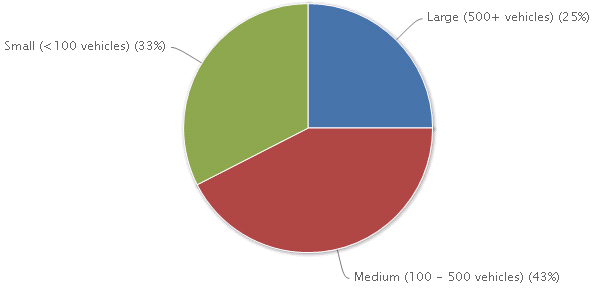 Large (500+ vehicles) (25%)
Small (<100 vehicles) (33%)
Medium (100 - 500 vehicles) (43%)